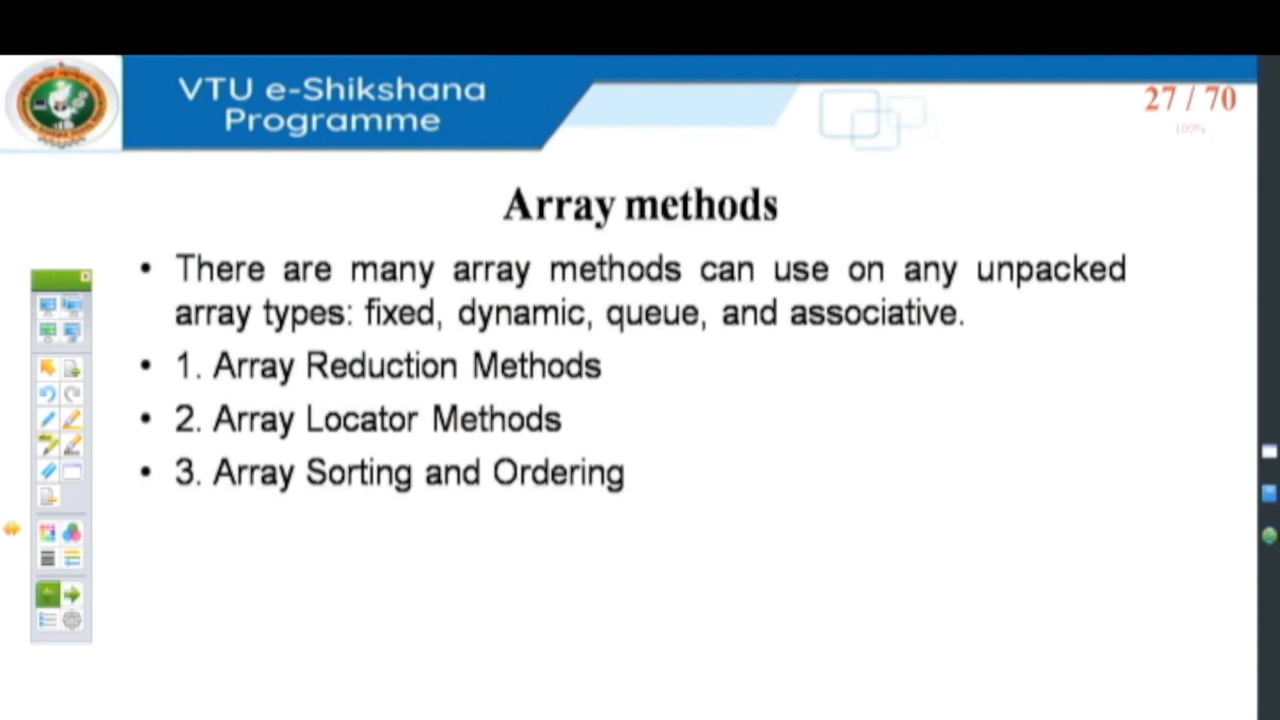 VTU e-Shikshana
Programme
27 / 70
100%
Array methods
• There are many array methods can use on any unpacked
array types: fixed, dynamic, queue, and associative.
• 1. Array Reduction Methods
• 2. Array Locator Methods
• 3. Array Sorting and Ordering